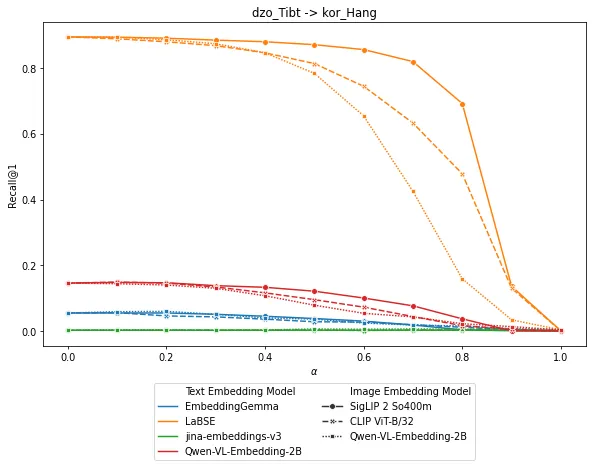 dzo_Tibt -> kor_Hang
Recall@1
0.8
0.6
0.4
0.2
0.0
0.0 0.2 0.4 0.6 0.8 1.0
α
Text Embedding Model Image Embedding Model
EmbeddingGemma SigLIP 2 So400m
LaBSE CLIP ViT-B/32
jina-embeddings-v3 Qwen-VL-Embedding-2B
Qwen-VL-Embedding-2B